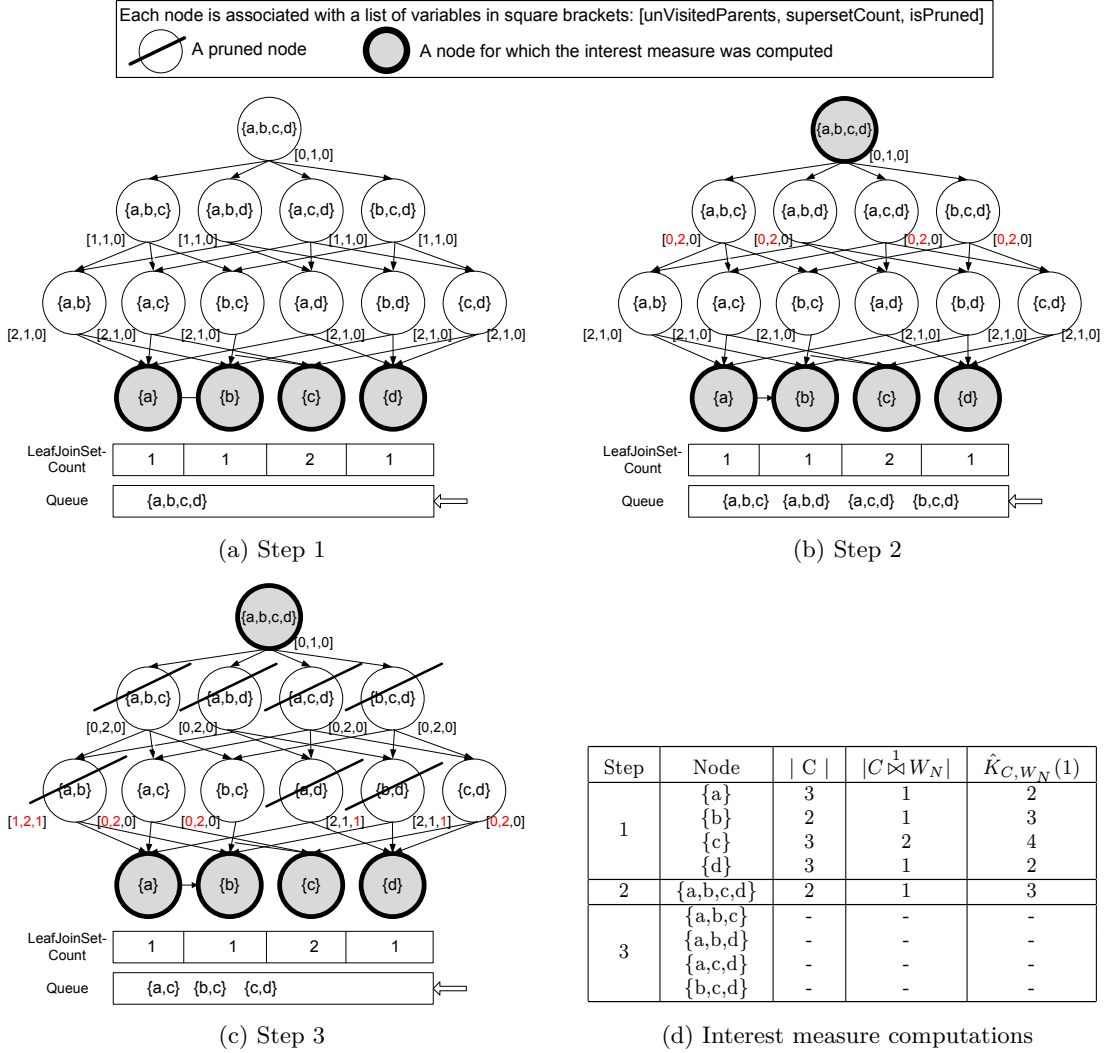 Each node is associated with a list of variables in square brackets: [unVisitedParents, supersetCount, isPruned]
A pruned node
A node for which the interest measure was computed
{a,b,c,d}
[0,1,0]
{a,b,c} {a,b,d} {a,c,d} {b,c,d}
[1,1,0] [1,1,0] [1,1,0] [1,1,0]
{a,b} {a,c} {b,c} {a,d} {b,d} {c,d}
[2,1,0] [2,1,0] [2,1,0] [2,1,0] [2,1,0] [2,1,0]
{a} {b} {c} {d}
LeafJoinSet-
Count
1 1 2 1
Queue {a,b,c,d}
(a) Step 1
{a,b,c,d}
[0,1,0]
{a,b,c} {a,b,d} {a,c,d} {b,c,d}
[0,2,0] [0,2,0] [0,2,0] [0,2,0]
{a,b} {a,c} {b,c} {a,d} {b,d} {c,d}
[2,1,0] [2,1,0] [2,1,0] [2,1,0] [2,1,0] [2,1,0]
{a} {b} {c} {d}
LeafJoinSet-
Count
1 1 2 1
Queue {a,b,c} {a,b,d} {a,c,d} {b,c,d}
(b) Step 2
{a,b,c,d}
[0,1,0]
{a,b,c} {a,b,d} {a,c,d} {b,c,d}
[0,2,0] [0,2,0] [0,2,0] [0,2,0]
{a,b} {a,c} {b,c} {a,d} {b,d} {c,d}
[1,2,1] [0,2,0] [0,2,0] [2,1,1] [2,1,1] [0,2,0]
{a} {b} {c} {d}
LeafJoinSet-
Count
1 1 2 1
Queue {a,c} {b,c} {c,d}
(c) Step 3
Step Node | C | |C ⋈¹ W_N| K̂_{C,W_N}(1)
1
{a} 3 1 2
{b} 2 1 3
{c} 3 2 4
{d} 3 1 2
2 {a,b,c,d} 2 1 3
3
{a,b,c} - - -
{a,b,d} - - -
{a,c,d} - - -
{b,c,d} - - -
(d) Interest measure computations